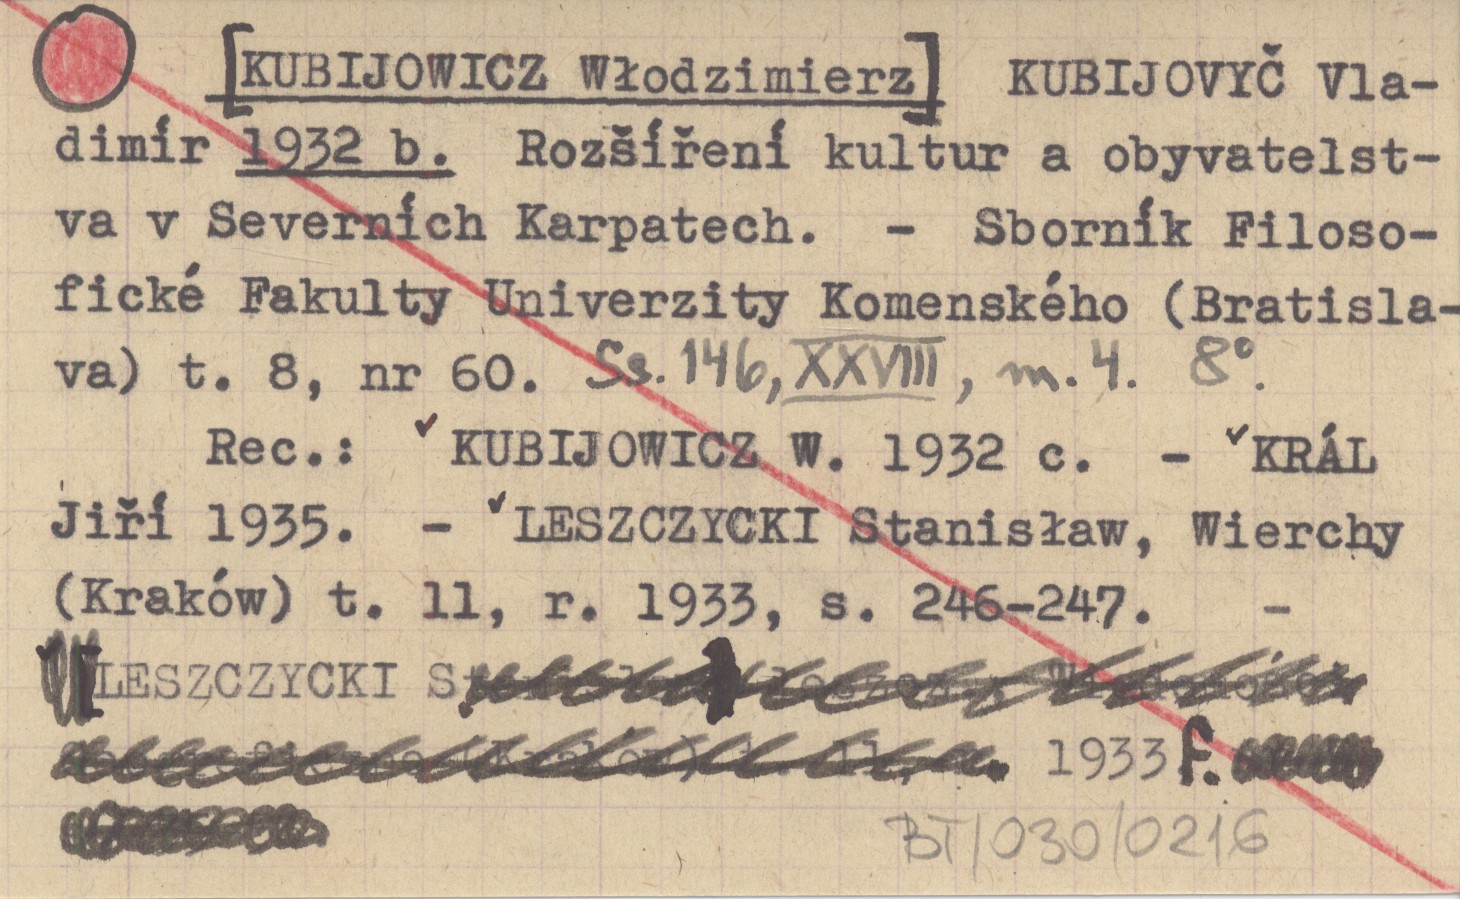 [KUBIJOWICZ Włodzimierz] KUBIJOVYČ Vla-
dimír 1932 b. Rozšíření kultur a obyvatelst-
va v Severních Karpatech. - Sborník Filoso-
fické Fakulty Univerzity Komenského (Bratisla-
va) t. 8, nr 60. Ss. 146, XXVIII, m. 4. 8°.
Rec.: KUBIJOWICZ W. 1932 c. - KRÁL
Jiří 1935. - LESZCZYCKI Stanisław, Wierchy
(Kraków) t. 11, r. 1933, s. 246-247. -
[LESZCZYCKI S
1933 f.
BT/030/0216